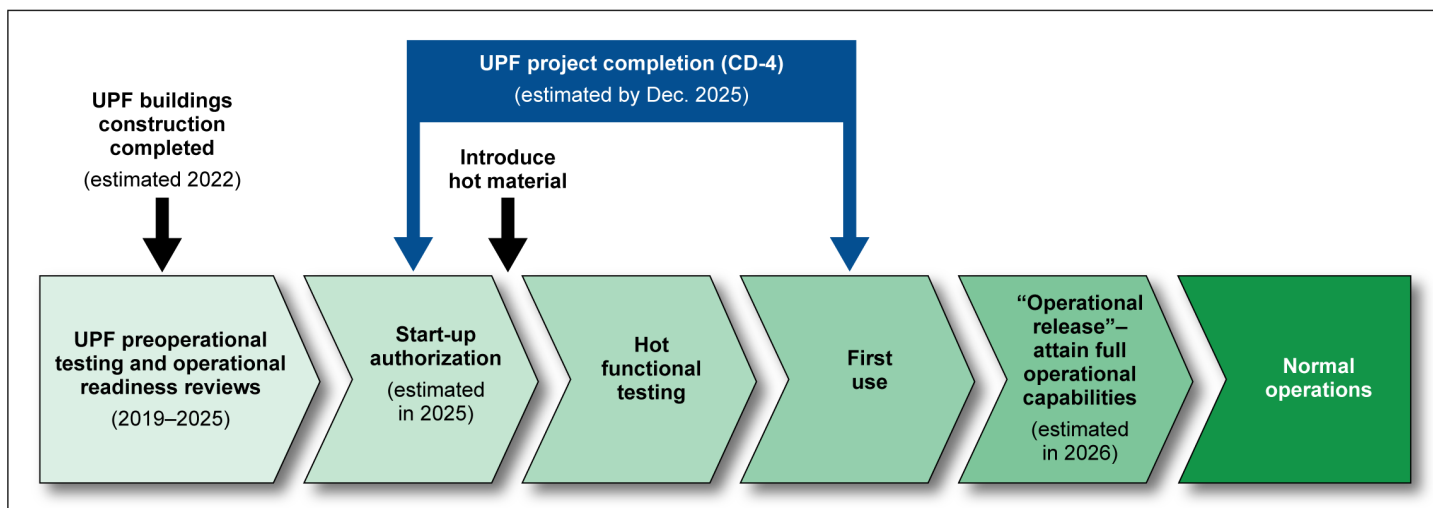 UPF project completion (CD-4)
(estimated by Dec. 2025)
UPF buildings
construction
completed
(estimated 2022)
Introduce
hot material
UPF preoperational
testing and operational
readiness reviews
(2019–2025)
Start-up
authorization
(estimated
in 2025)
Hot
functional
testing
First
use
“Operational
release”–
attain full
operational
capabilities
(estimated
in 2026)
Normal
operations